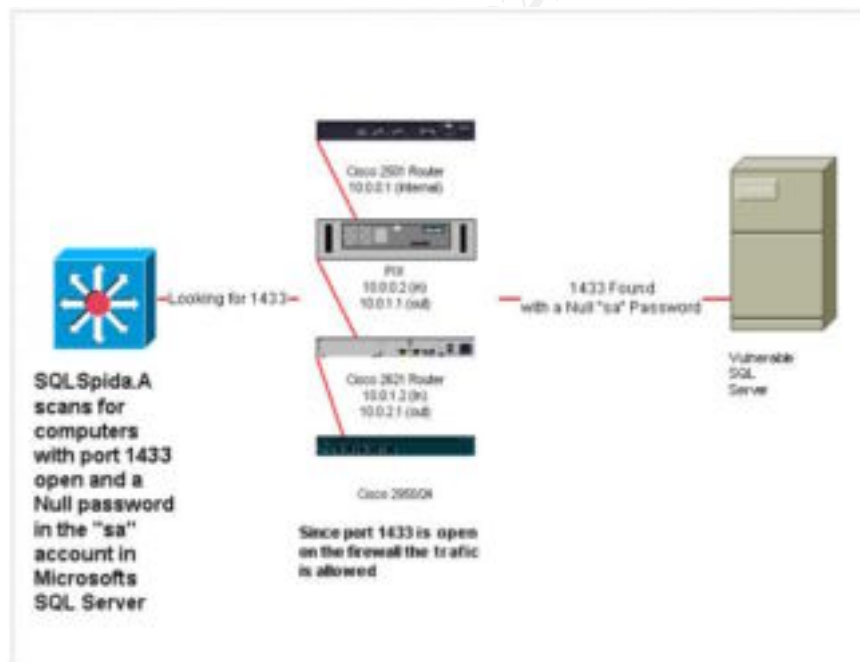 Cisco 2501 Router
10.0.0.1 (Internal)
PIX
10.0.0.2 (in)
10.0.1.1 (out)
Looking for 1433
1433 Found
with a Null "sa" Password
Cisco 2621 Router
10.0.1.2 (in)
10.0.2.1 (out)
Vulnerable
SQL
Server
SQLSpida.A
scans for
computers
with port 1433
open and a
Null password
in the "sa"
account in
Microsofts
SQL Server
Cisco 2950/24
Since port 1433 is open
on the firewall the trafic
is allowed